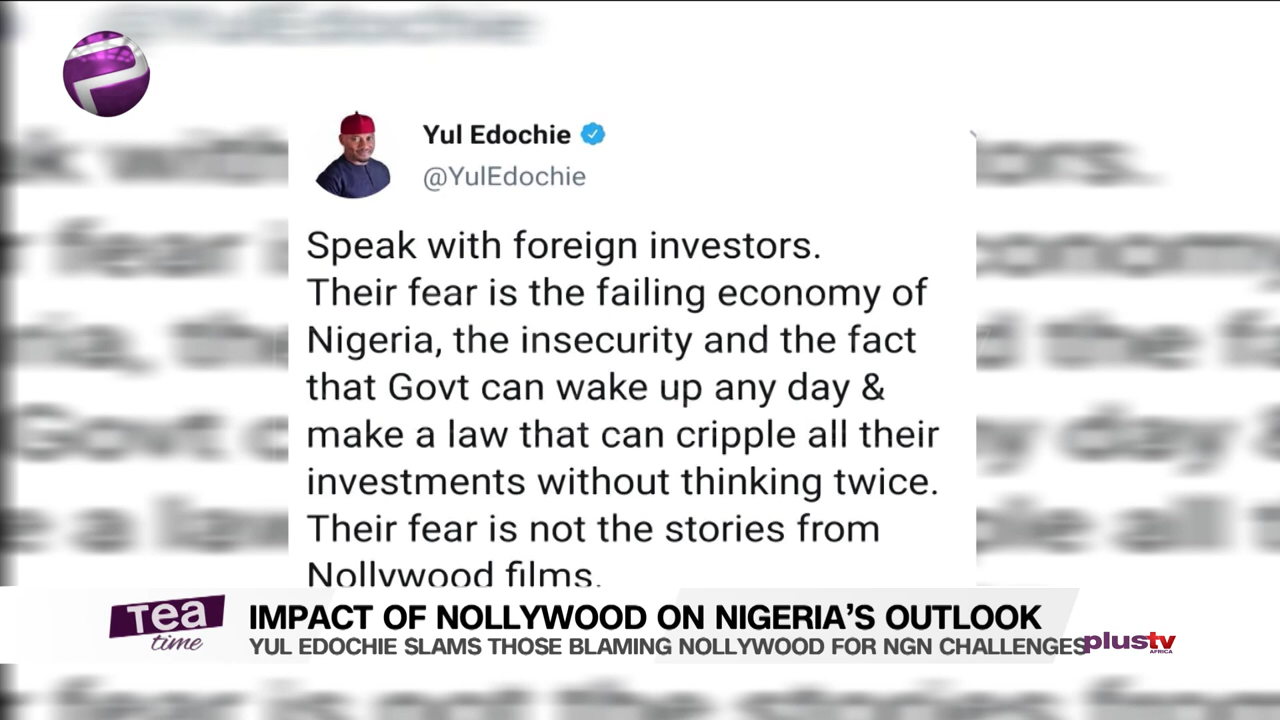 Yul Edochie
@YulEdochie
Speak with foreign investors.
Their fear is the failing economy of
Nigeria, the insecurity and the fact
that Govt can wake up any day &
make a law that can cripple all their
investments without thinking twice.
Their fear is not the stories from
Nollywood films.
Tea
time
IMPACT OF NOLLYWOOD ON NIGERIA'S OUTLOOK
YUL EDOCHIE SLAMS THOSE BLAMING NOLLYWOOD FOR NGN CHALLENGES
plustv
AFRICA